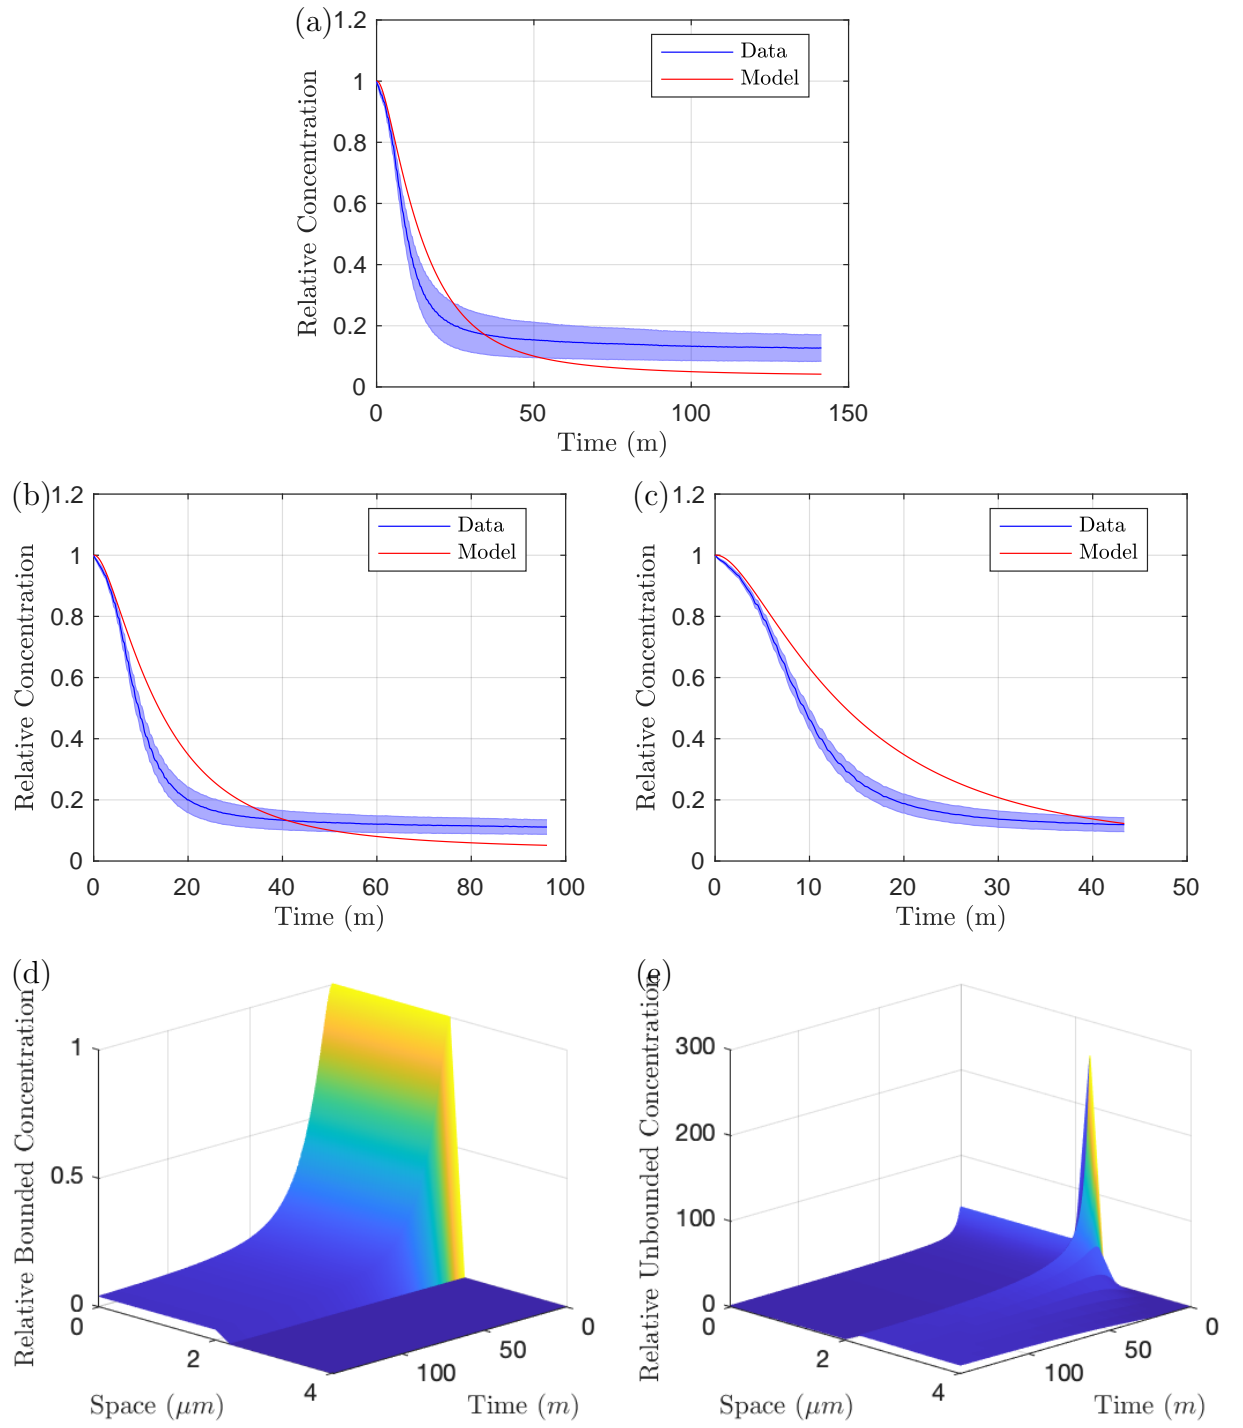 (a)
1.2
1
0.8
0.6
0.4
0.2
0
Relative Concentration
Data
Model
0 50 100 150
Time (m)
(b)
1.2
1
0.8
0.6
0.4
0.2
0
Relative Concentration
Data
Model
0 20 40 60 80 100
Time (m)
(c)
1.2
1
0.8
0.6
0.4
0.2
0
Relative Concentration
Data
Model
0 10 20 30 40 50
Time (m)
(d)
Relative Bounded Concentration
1
0.5
0
0
2
4
Space (μm)
100
50
0
Time (m)
(e)
Relative Unbounded Concentration
300
200
100
0
0
2
4
Space (μm)
100
50
0
Time (m)